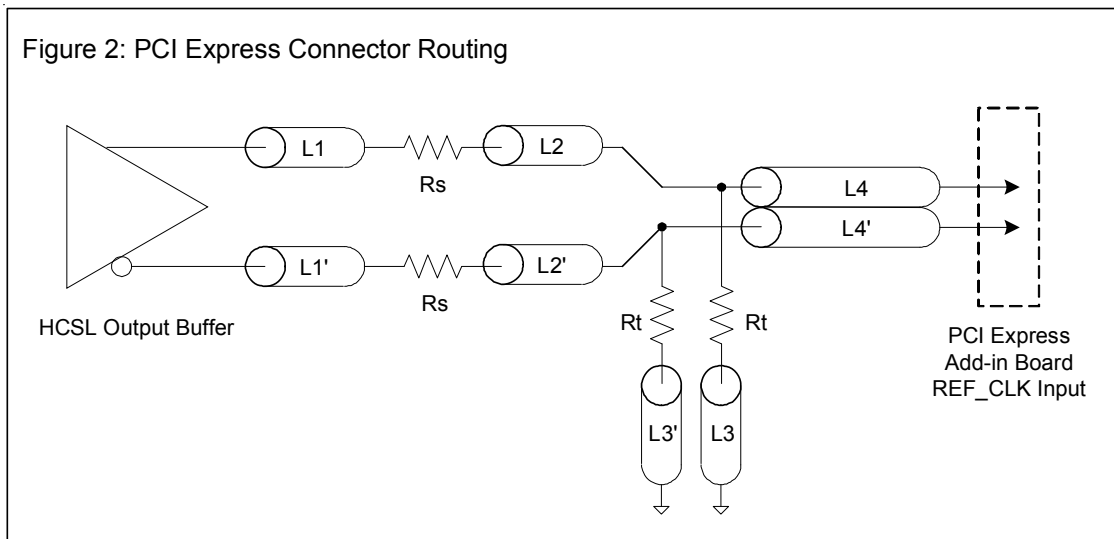 Figure 2: PCI Express Connector Routing
L1
Rs
L2
L4
L4'
L1'
Rs
L2'
HCSL Output Buffer
Rt
Rt
L3'
L3
PCI Express
Add-in Board
REF_CLK Input